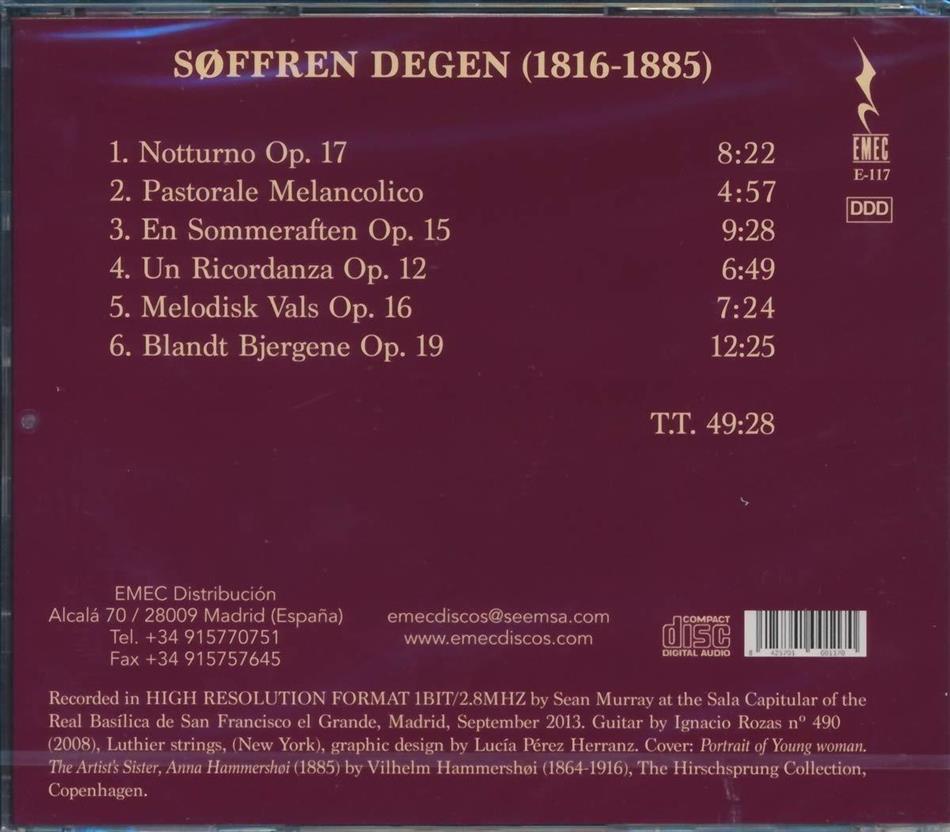 SØFFREN DEGEN (1816-1885)
1. Notturno Op. 17 8:22
2. Pastorale Melancolico 4:57
3. En Sommeraften Op. 15 9:28
4. Un Ricordanza Op. 12 6:49
5. Melodisk Vals Op. 16 7:24
6. Blandt Bjergene Op. 19 12:25
T.T. 49:28
EMEC
E-117
DDD
EMEC Distribución
Alcalá 70 / 28009 Madrid (España)
Tel. +34 915770751
Fax +34 915757645
emecdiscos@seemsa.com
www.emecdiscos.com
COMPACT
disc
DIGITAL AUDIO
Recorded in HIGH RESOLUTION FORMAT 1BIT/2.8MHZ by Sean Murray at the Sala Capitular of the
Real Basílica de San Francisco el Grande, Madrid, September 2013. Guitar by Ignacio Rozas nº 490
(2008), Luthier strings, (New York), graphic design by Lucía Pérez Herranz. Cover: Portrait of Young woman.
The Artist's Sister, Anna Hammershøi (1885) by Vilhelm Hammershøi (1864-1916), The Hirschsprung Collection,
Copenhagen.